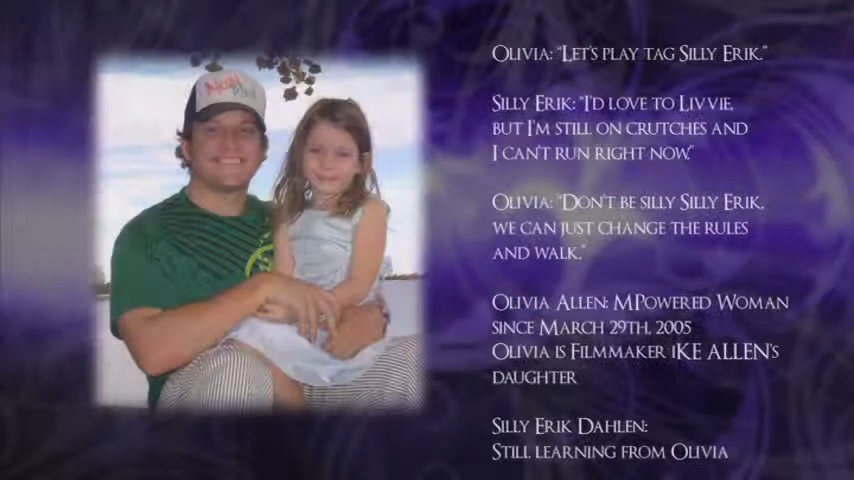 OLIVIA: "LET'S PLAY TAG SILLY ERIK."
SILLY ERIK: "I'D LOVE TO LIVVIE,
BUT I'M STILL ON CRUTCHES AND
I CAN'T RUN RIGHT NOW."
OLIVIA: "DON'T BE SILLY SILLY ERIK,
WE CAN JUST CHANGE THE RULES
AND WALK."
OLIVIA ALLEN: MPOWERED WOMAN
SINCE MARCH 29TH, 2005
OLIVIA IS FILMMAKER iKE ALLEN'S
DAUGHTER
SILLY ERIK DAHLEN:
STILL LEARNING FROM OLIVIA